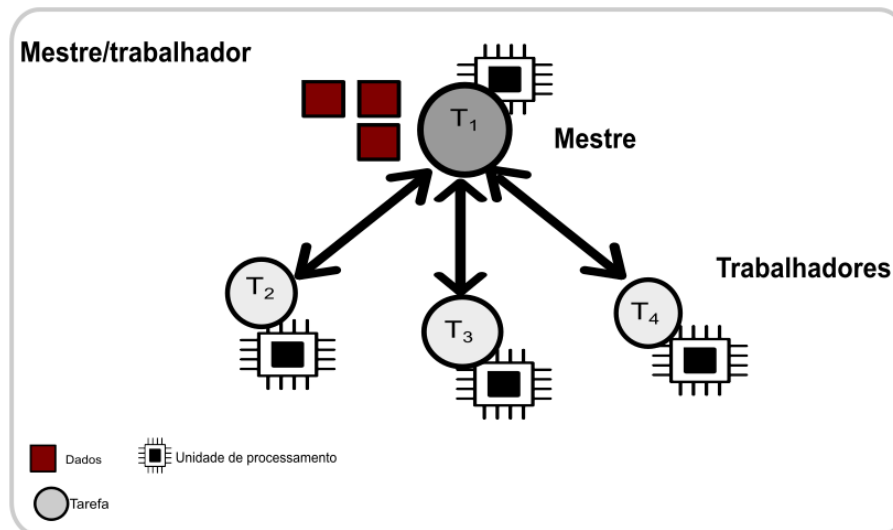 Mestre/trabalhador
T₁
Mestre
T₂
T₃
T₄
Trabalhadores
Dados
Unidade de processamento
Tarefa